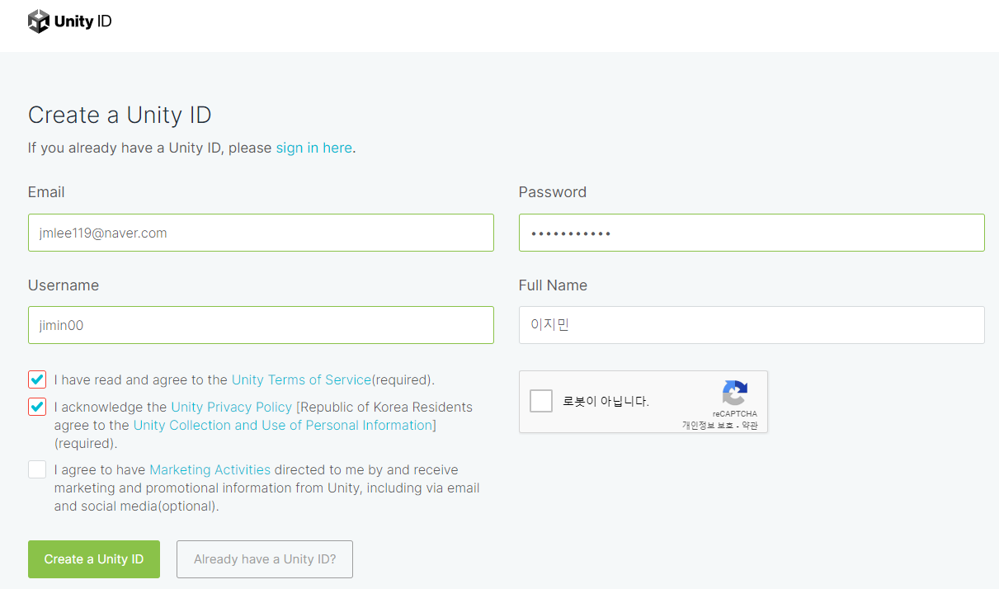 Unity ID
Create a Unity ID
If you already have a Unity ID, please sign in here.
Email
Password
jmlee119@naver.com
•••••••••••
Username
Full Name
jimin00
이지민
I have read and agree to the Unity Terms of Service(required).
I acknowledge the Unity Privacy Policy [Republic of Korea Residents
agree to the Unity Collection and Use of Personal Information]
(required).
로봇이 아닙니다.
reCAPTCHA
개인정보 보호 - 약관
I agree to have Marketing Activities directed to me by and receive
marketing and promotional information from Unity, including via email
and social media(optional).
Create a Unity ID
Already have a Unity ID?